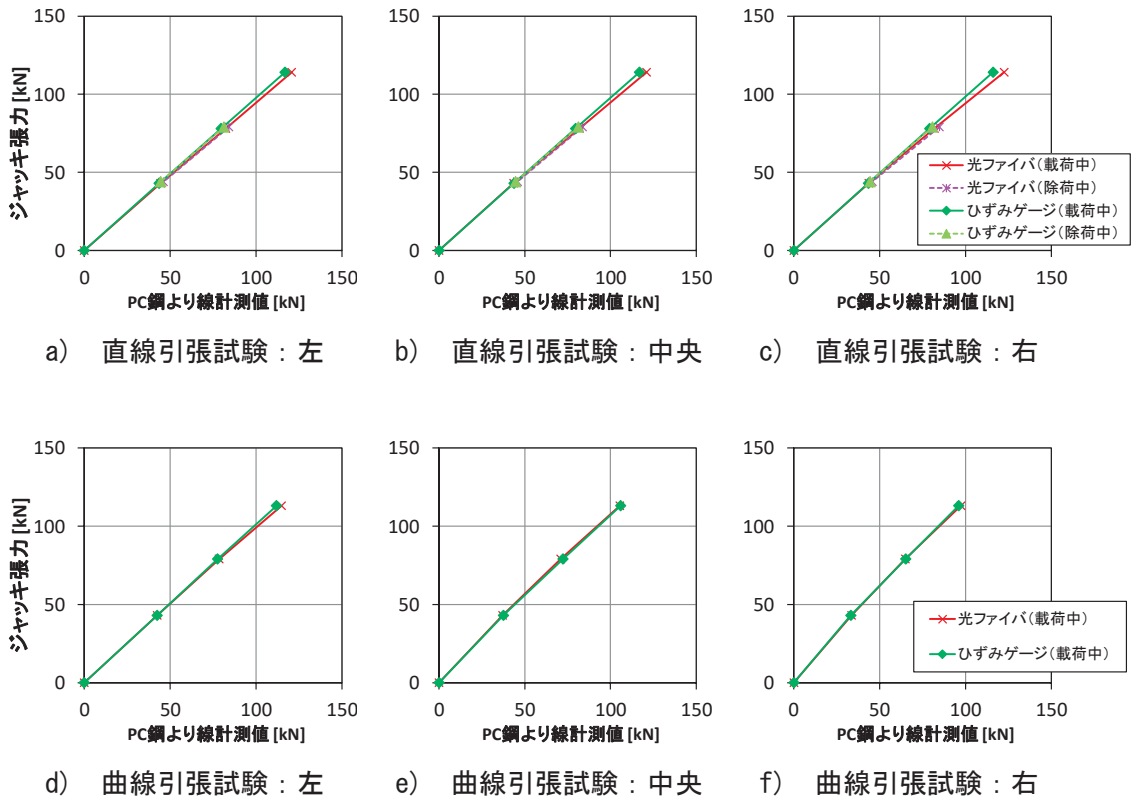 150
100
50
0
0 50 100 150
ジャッキ張力 [kN]
PC鋼より線計測値 [kN]
a) 直線引張試験：左
150
100
50
0
0 50 100 150
PC鋼より線計測値 [kN]
b) 直線引張試験：中央
150
100
50
0
0 50 100 150
光ファイバ（載荷中）
光ファイバ（除荷中）
ひずみゲージ（載荷中）
ひずみゲージ（除荷中）
PC鋼より線計測値 [kN]
c) 直線引張試験：右
150
100
50
0
0 50 100 150
ジャッキ張力 [kN]
PC鋼より線計測値 [kN]
d) 曲線引張試験：左
150
100
50
0
0 50 100 150
PC鋼より線計測値 [kN]
e) 曲線引張試験：中央
150
100
50
0
0 50 100 150
光ファイバ（載荷中）
ひずみゲージ（載荷中）
PC鋼より線計測値 [kN]
f) 曲線引張試験：右